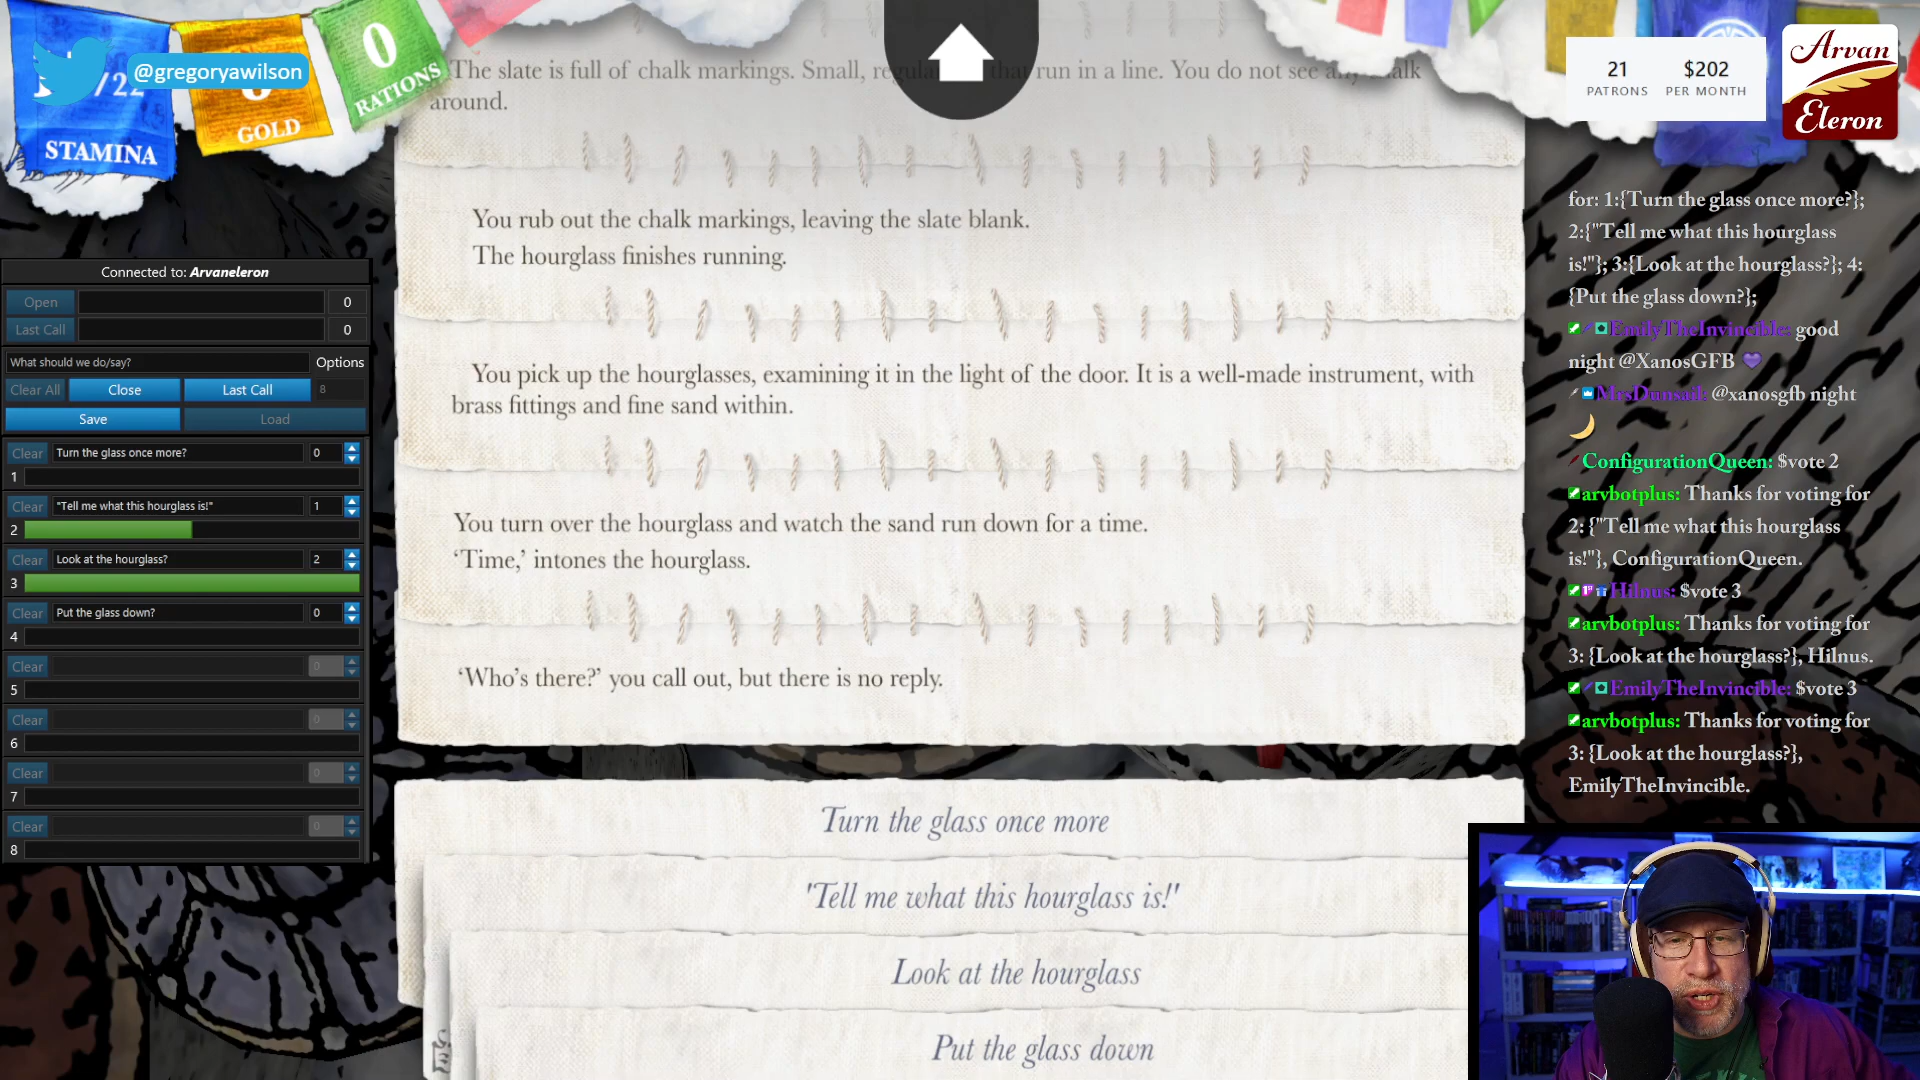 @gregoryawilson
/22
STAMINA
GOLD
0
RATIONS
The slate is full of chalk markings. Small, that run in a line. You do not see
around.
You rub out the chalk markings, leaving the slate blank.
The hourglass finishes running.
You pick up the hourglasses, examining it in the light of the door. It is a well-made instrument, with
brass fittings and fine sand within.
You turn over the hourglass and watch the sand run down for a time.
‘Time,’ intones the hourglass.
‘Who’s there?’ you call out, but there is no reply.
Turn the glass once more
'Tell me what this hourglass is!'
Look at the hourglass
Put the glass down
Connected to: Arvaneleron
Open 0
Last Call 0
What should we do/say? Options
Clear All Close Last Call 8
Save Load
Clear Turn the glass once more? 0
1
Clear "Tell me what this hourglass is!" 1
2
Clear Look at the hourglass? 2
3
Clear Put the glass down? 0
4
Clear 0
5
Clear 0
6
Clear 0
7
Clear 0
8
21 $202
PATRONS PER MONTH
Arvan
Eleron
for: 1:{Turn the glass once more?};
2:{"Tell me what this hourglass
is!"}; 3:{Look at the hourglass?}; 4:
{Put the glass down?};
EmilyTheInvincible: good
night @XanosGFB
MrsDunsail: @xanosgfb night
ConfigurationQueen: $vote 2
arvbotplus: Thanks for voting for
2: {"Tell me what this hourglass
is!"}, ConfigurationQueen.
Hilnus: $vote 3
arvbotplus: Thanks for voting for
3: {Look at the hourglass?}, Hilnus.
EmilyTheInvincible: $vote 3
arvbotplus: Thanks for voting for
3: {Look at the hourglass?},
EmilyTheInvincible.